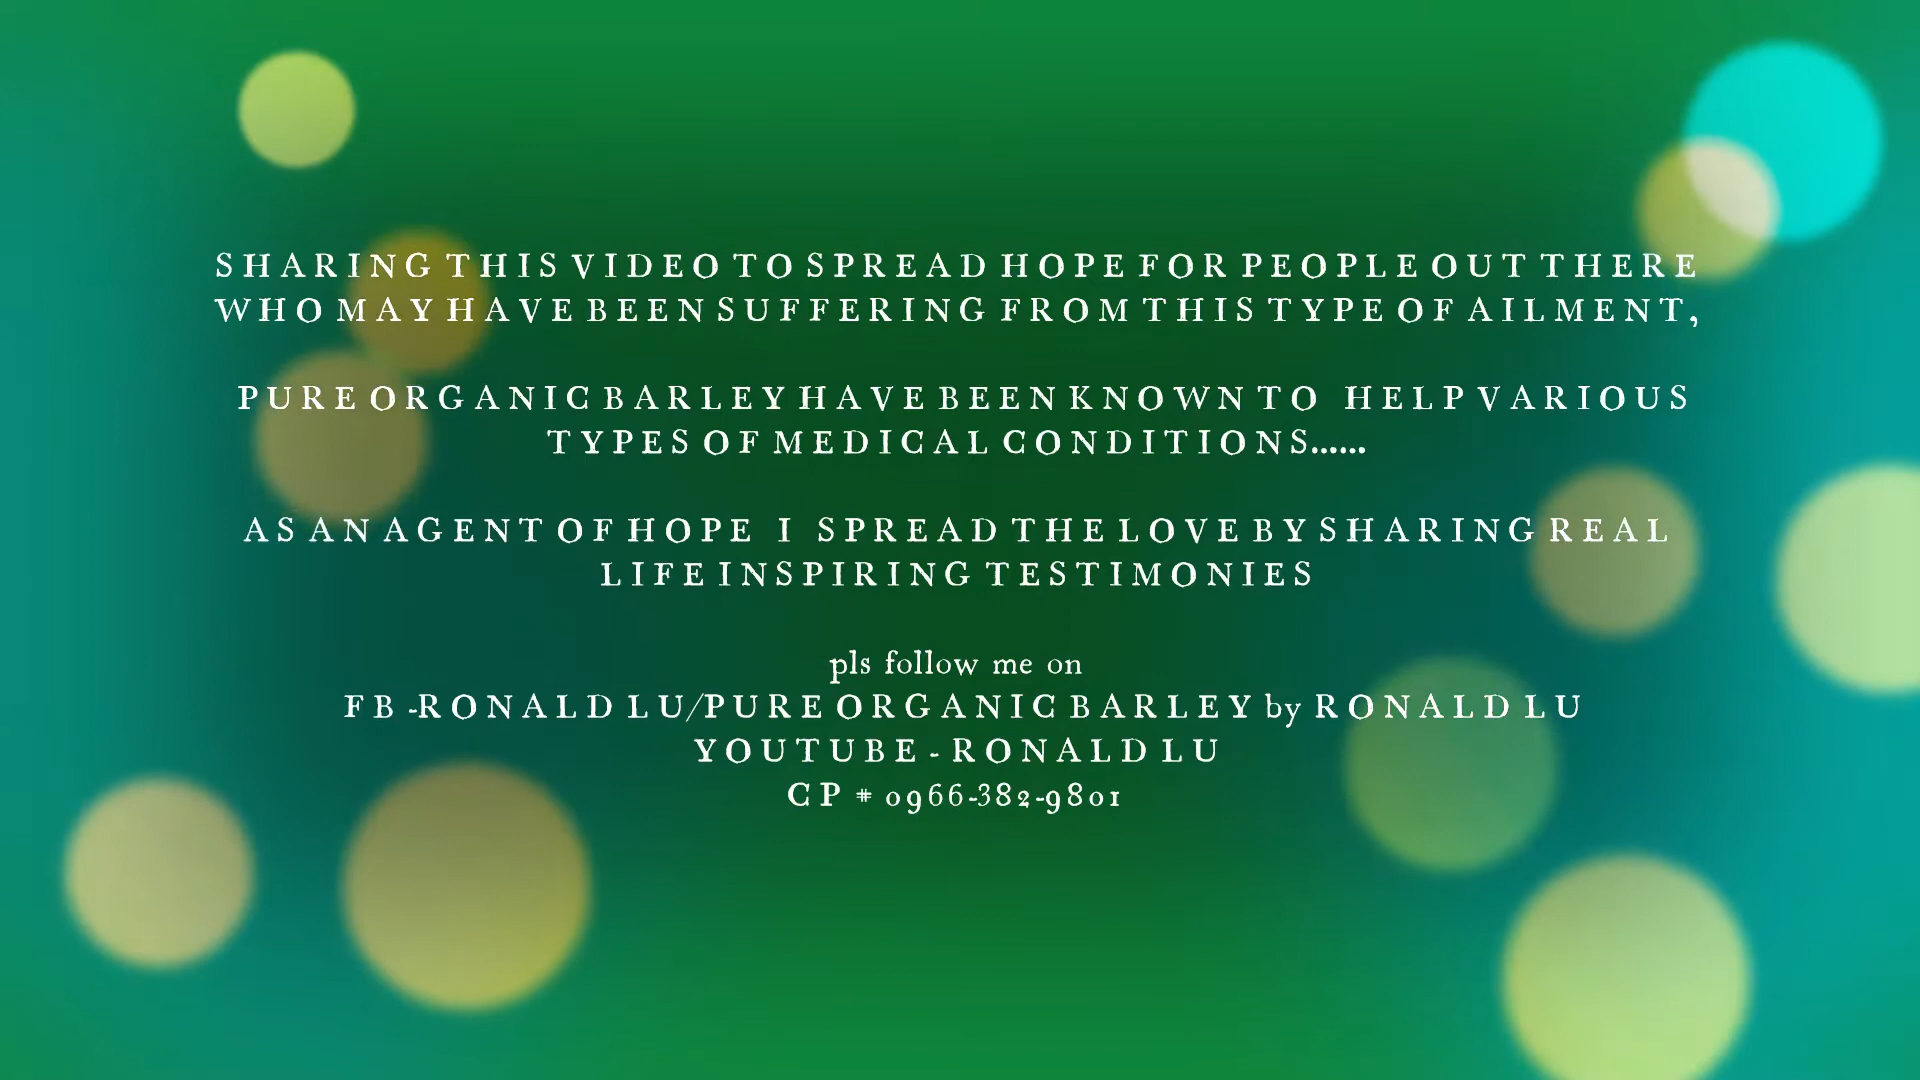 SHARING THIS VIDEO TO SPREAD HOPE FOR PEOPLE OUT THERE
WHO MAY HAVE BEEN SUFFERING FROM THIS TYPE OF AILMENT,
PURE ORGANIC BARLEY HAVE BEEN KNOWN TO HELP VARIOUS
TYPES OF MEDICAL CONDITIONS......
AS AN AGENT OF HOPE I SPREAD THE LOVE BY SHARING REAL
LIFE INSPIRING TESTIMONIES
pls follow me on
FB -RONALD LU/PURE ORGANIC BARLEY by RONALD LU
YOUTUBE - RONALD LU
CP # 0966-382-9801